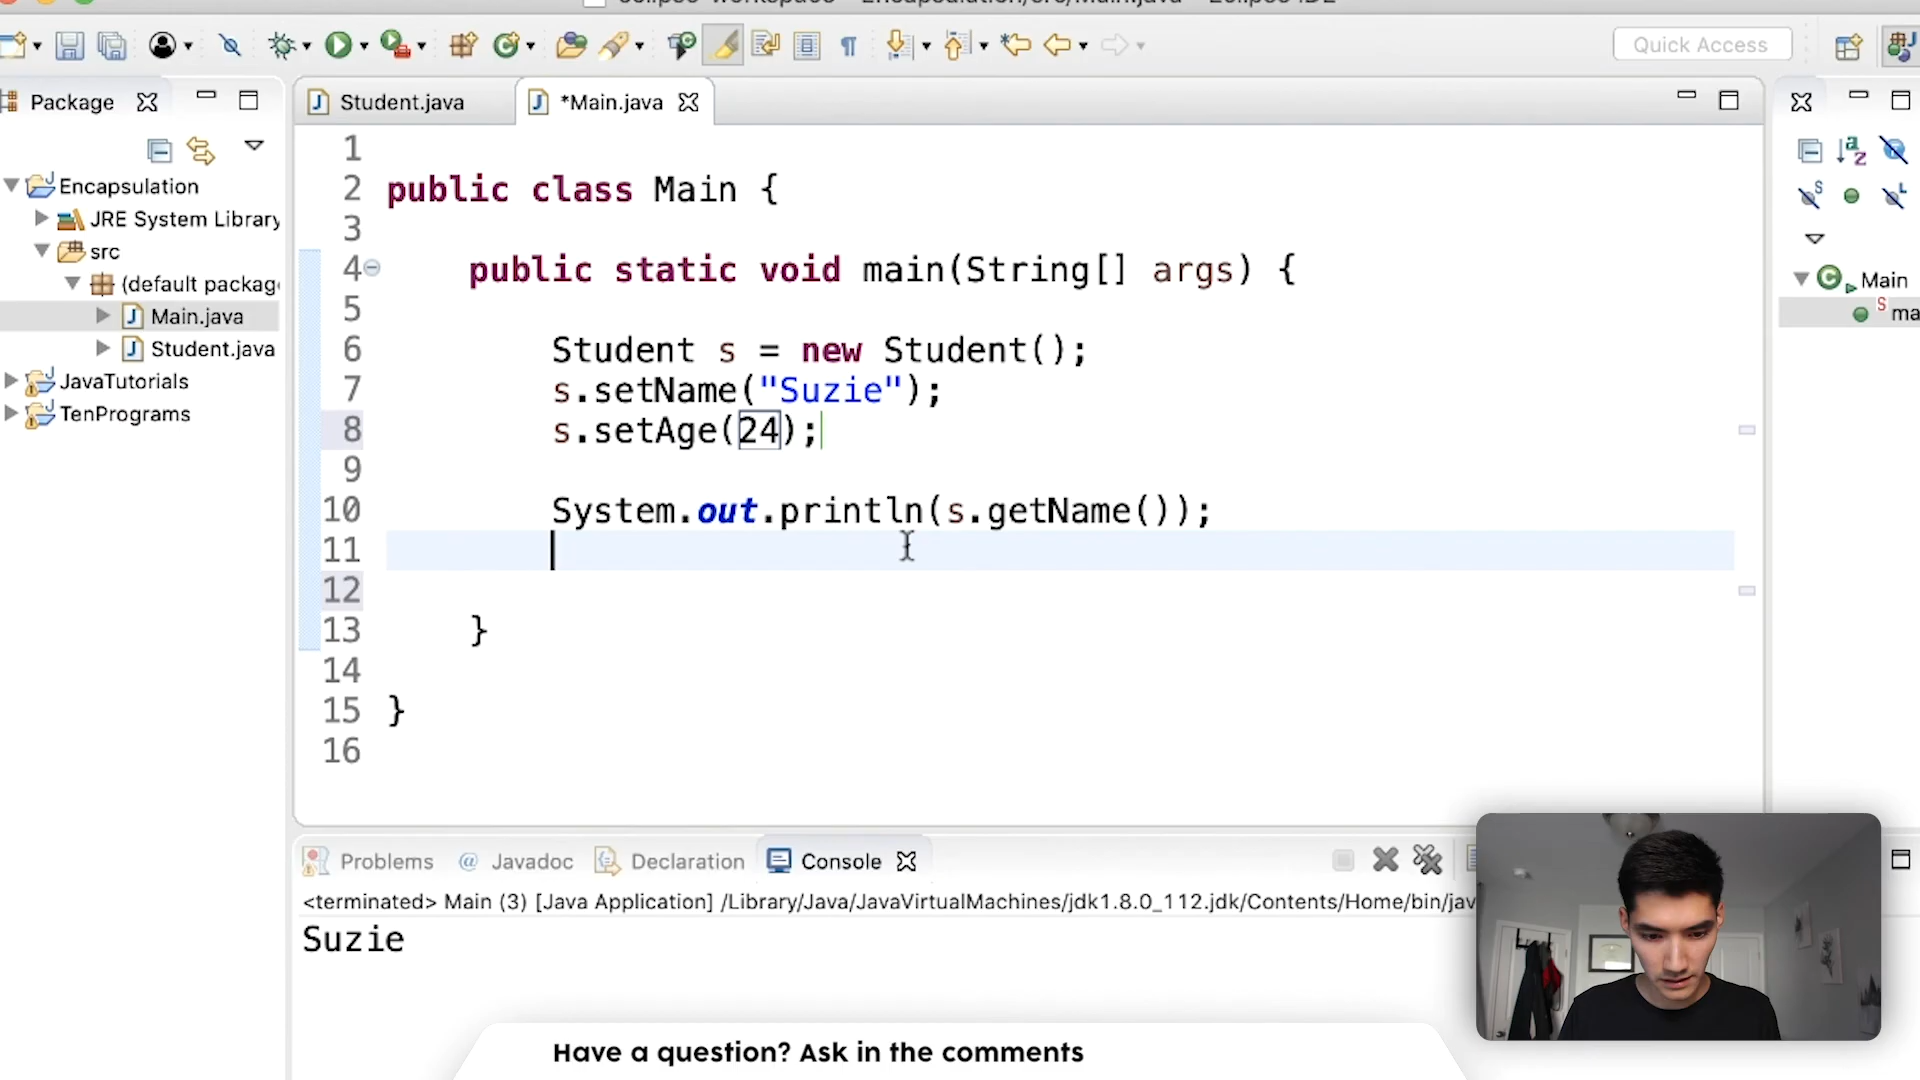 Quick Access
Package
Student.java
*Main.java
Encapsulation
JRE System Library
src
(default packag
Main.java
Student.java
JavaTutorials
TenPrograms
1
2 public class Main {
3
4 public static void main(String[] args) {
5
6 Student s = new Student();
7 s.setName("Suzie");
8 s.setAge(24);
9
10 System.out.println(s.getName());
11
12
13 }
14
15 }
16
Main
S ma
Problems
@ Javadoc
Declaration
Console
<terminated> Main (3) [Java Application] /Library/Java/JavaVirtualMachines/jdk1.8.0_112.jdk/Contents/Home/bin/jav
Suzie
Have a question? Ask in the comments